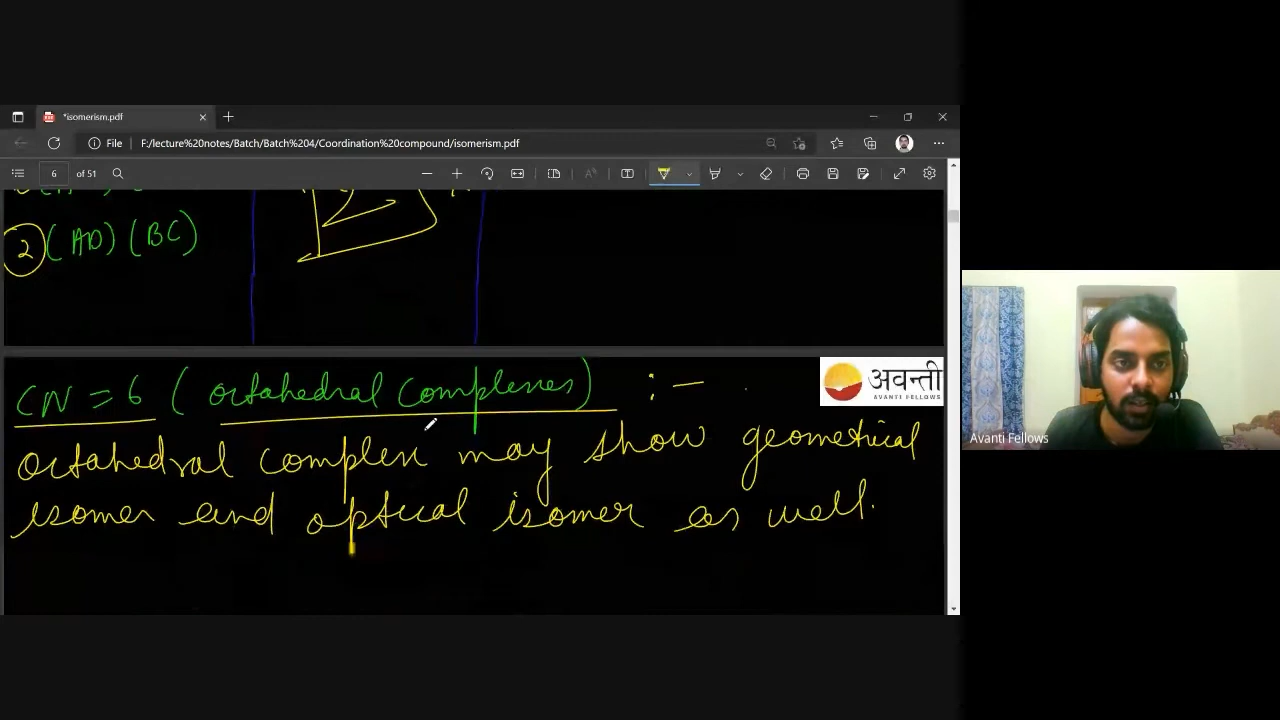 *isomerism.pdf
File F:/lecture%20notes/Batch/Batch%204/Coordination%20compound/isomerism.pdf
6 of 51
2 (AD) (BC)
CN = 6 (octahedral complexes) :-
अवन्ती
AVANTI FELLOWS
octahedral complex may show geometrical
isomer and optical isomer as well.
Avanti Fellows